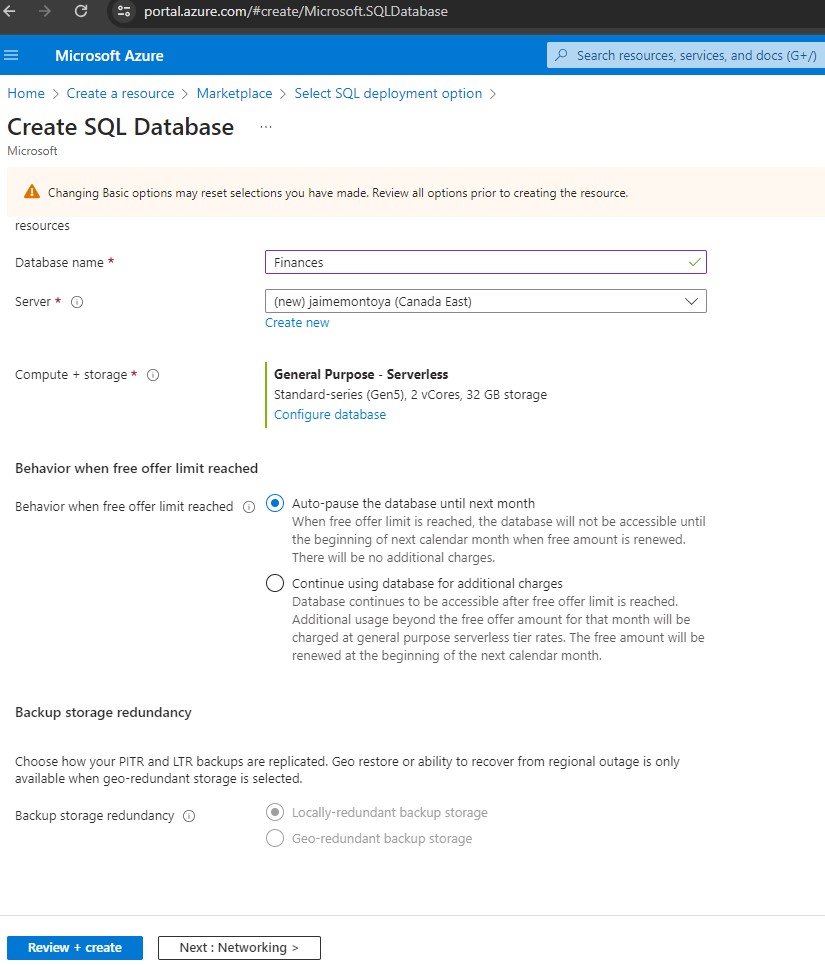 portal.azure.com/#create/Microsoft.SQLDatabase
Microsoft Azure
Search resources, services, and docs (G+/)
Home > Create a resource > Marketplace > Select SQL deployment option >
Create SQL Database ...
Microsoft
Changing Basic options may reset selections you have made. Review all options prior to creating the resource.
resources
Database name *
Finances
Server *
(new) jaimemontoya (Canada East)
Create new
Compute + storage *
General Purpose - Serverless
Standard-series (Gen5), 2 vCores, 32 GB storage
Configure database
Behavior when free offer limit reached
Behavior when free offer limit reached
Auto-pause the database until next month
When free offer limit is reached, the database will not be accessible until
the beginning of next calendar month when free amount is renewed.
There will be no additional charges.
Continue using database for additional charges
Database continues to be accessible after free offer limit is reached.
Additional usage beyond the free offer amount for that month will be
charged at general purpose serverless tier rates. The free amount will be
renewed at the beginning of the next calendar month.
Backup storage redundancy
Choose how your PITR and LTR backups are replicated. Geo restore or ability to recover from regional outage is only
available when geo-redundant storage is selected.
Backup storage redundancy
Locally-redundant backup storage
Geo-redundant backup storage
Review + create
Next : Networking >